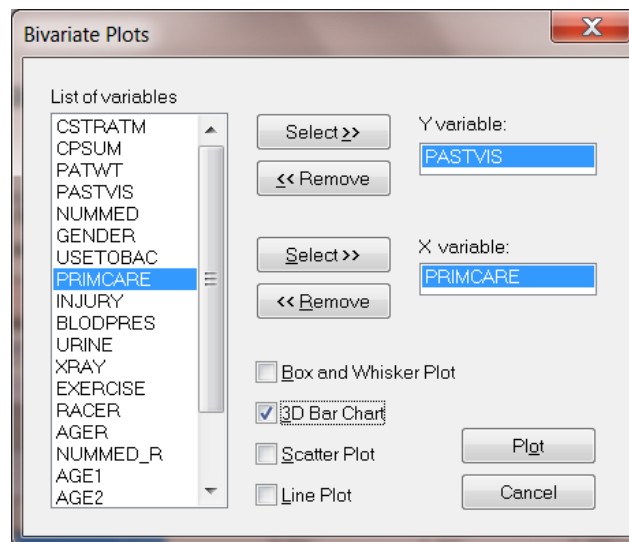 Bivariate Plots
X
List of variables
CSTRATM
CPSUM
PATWT
PASTVIS
NUMMED
GENDER
USETOBAC
PRIMCARE
INJURY
BLODPRES
URINE
XRAY
EXERCISE
RACER
AGER
NUMMED_R
AGE1
AGE2
Select >>
<< Remove
Y variable:
PASTVIS
Select >>
<< Remove
X variable:
PRIMCARE
Box and Whisker Plot
3D Bar Chart
Scatter Plot
Line Plot
Plot
Cancel